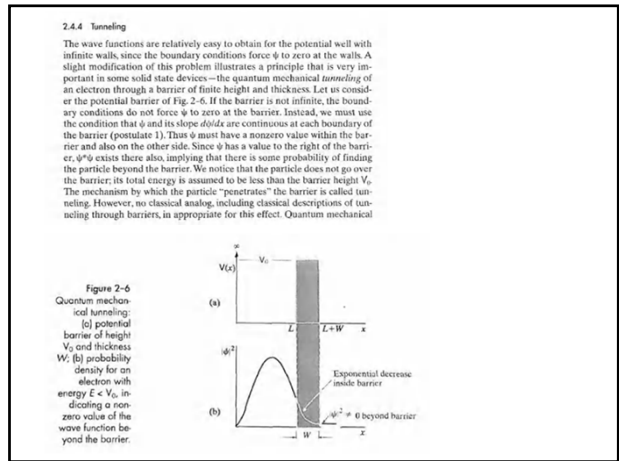 2.4.4 Tunneling
The wave functions are relatively easy to obtain for the potential well with
infinite walls, since the boundary conditions force ψ to zero at the walls. A
slight modification of this problem illustrates a principle that is very im-
portant in some solid state devices—the quantum mechanical tunneling of
an electron through a barrier of finite height and thickness. Let us consid-
er the potential barrier of Fig. 2-6. If the barrier is not infinite, the bound-
ary conditions do not force ψ to zero at the barrier. Instead, we must use
the condition that ψ and its slope dψ/dx are continuous at each boundary of
the barrier (postulate 1). Thus ψ must have a nonzero value within the bar-
rier and also on the other side. Since ψ has a value to the right of the barri-
er, ψ*ψ exists there also, implying that there is some probability of finding
the particle beyond the barrier. We notice that the particle does not go over
the barrier; its total energy is assumed to be less than the barrier height V₀.
The mechanism by which the particle "penetrates" the barrier is called tun-
neling. However, no classical analog, including classical descriptions of tun-
neling through barriers, in appropriate for this effect. Quantum mechanical
Figure 2–6
Quantum mechan-
ical tunneling:
(a) potential
barrier of height
V₀ and thickness
W; (b) probability
density for an
electron with
energy E < V₀, in-
dicating a non-
zero value of the
wave function be-
yond the barrier.
∞
V(x)
V₀
(a)
L
L+W
x
|ψ|²
Exponential decrease
inside barrier
(b)
|ψ|² ≠ 0 beyond barrier
W
x